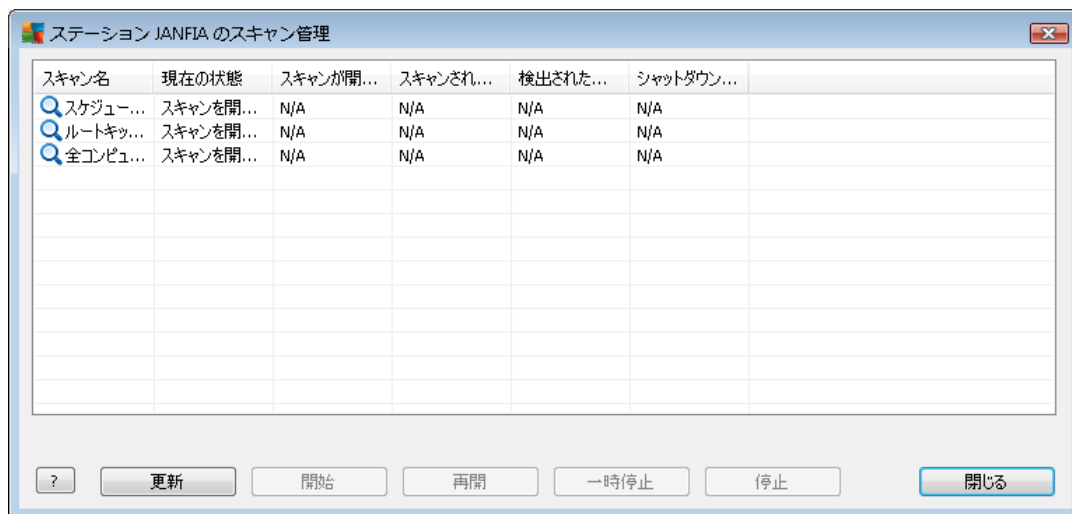 ステーション JANFIA のスキャン管理
スキャン名 現在の状態 スキャンが開... スキャンされ... 検出された... シャットダウン...
スケジュー... スキャンを開... N/A N/A N/A N/A
ルートキッ... スキャンを開... N/A N/A N/A N/A
全コンピュ... スキャンを開... N/A N/A N/A N/A
? 更新 開始 再開 一時停止 停止 閉じる